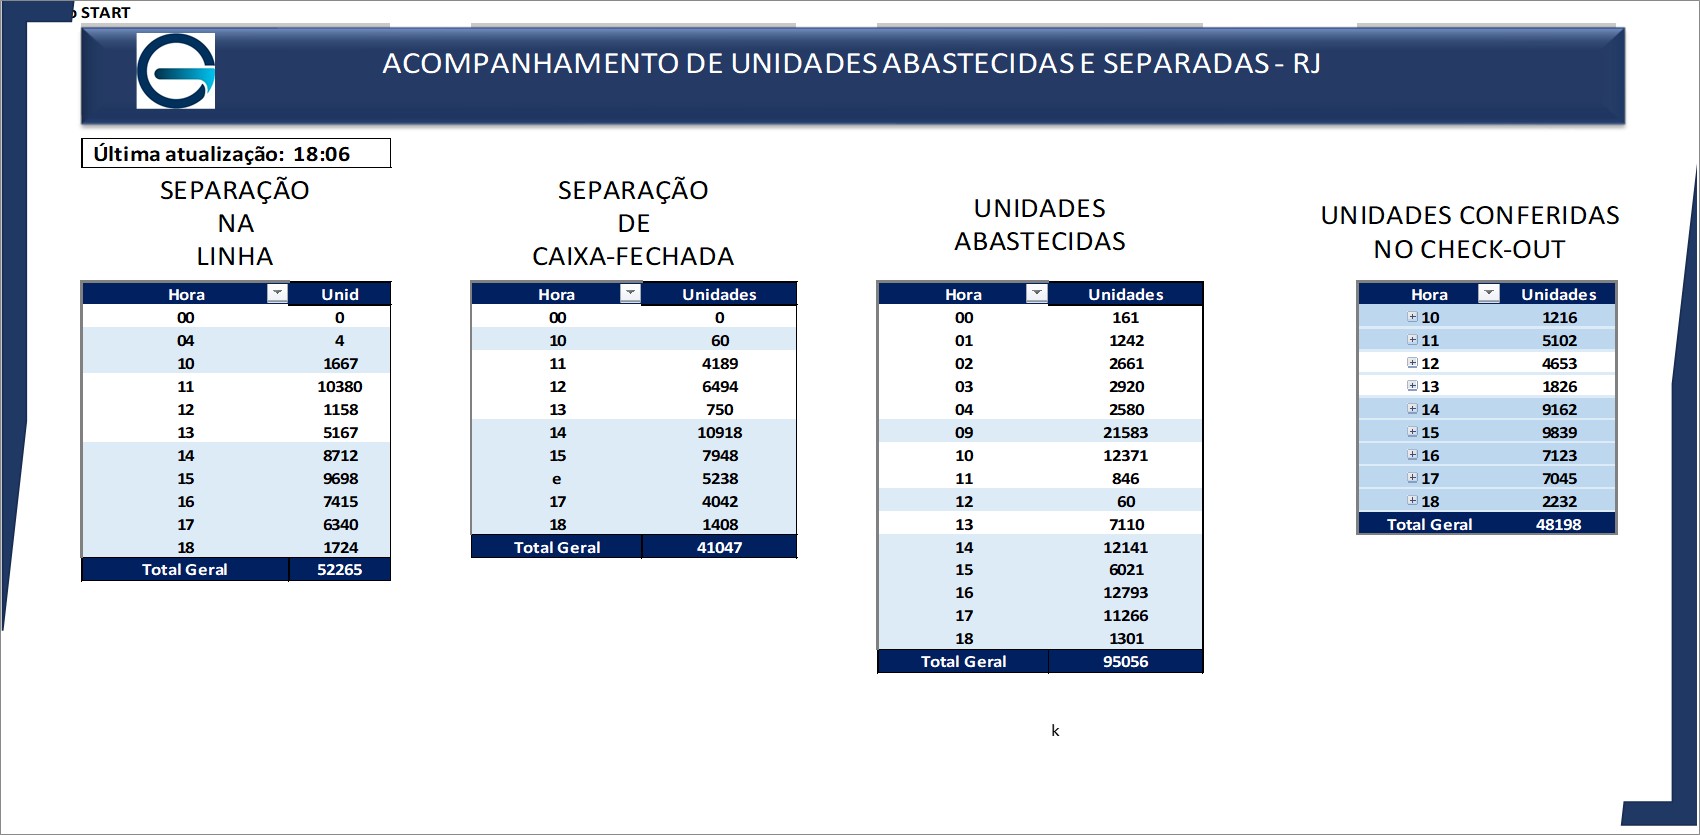 START
ACOMPANHAMENTO DE UNIDADES ABASTECIDAS E SEPARADAS - RJ
Última atualização: 18:06
SEPARAÇÃO
NA
LINHA
Hora Unid
00 0
04 4
10 1667
11 10380
12 1158
13 5167
14 8712
15 9698
16 7415
17 6340
18 1724
Total Geral 52265
SEPARAÇÃO
DE
CAIXA-FECHADA
Hora Unidades
00 0
10 60
11 4189
12 6494
13 750
14 10918
15 7948
e 5238
17 4042
18 1408
Total Geral 41047
UNIDADES
ABASTECIDAS
Hora Unidades
00 161
01 1242
02 2661
03 2920
04 2580
09 21583
10 12371
11 846
12 60
13 7110
14 12141
15 6021
16 12793
17 11266
18 1301
Total Geral 95056
k
UNIDADES CONFERIDAS
NO CHECK-OUT
Hora Unidades
10 1216
11 5102
12 4653
13 1826
14 9162
15 9839
16 7123
17 7045
18 2232
Total Geral 48198